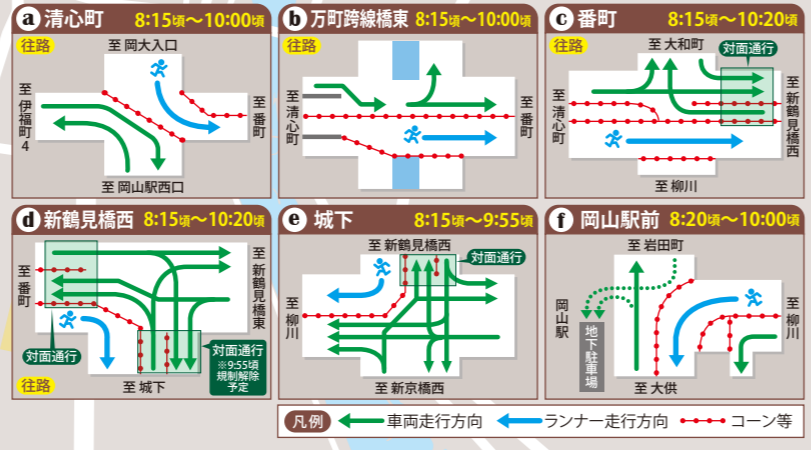 a 清心町 8:15頃～10:00頃
往路
至 岡大入口
至 伊福町4
至 番町
至 岡山駅西口
b 万町跨線橋東 8:15頃～10:00頃
往路
至 清心町
至 番町
c 番町 8:15頃～10:20頃
往路
至 大和町
対面通行
至 清心町
至 新鶴見橋西
至 柳川
d 新鶴見橋西 8:15頃～10:20頃
至 番町
至 新鶴見橋東
対面通行
対面通行
※9:55頃
規制解除
予定
往路
至 城下
e 城下 8:15頃～9:55頃
至 新鶴見橋西
対面通行
至 柳川
至 新京橋西
f 岡山駅前 8:20頃～10:00頃
至 岩田町
岡山駅
地下駐車場
至 柳川
至 大供
凡例 車両走行方向 ランナー走行方向 コーン等